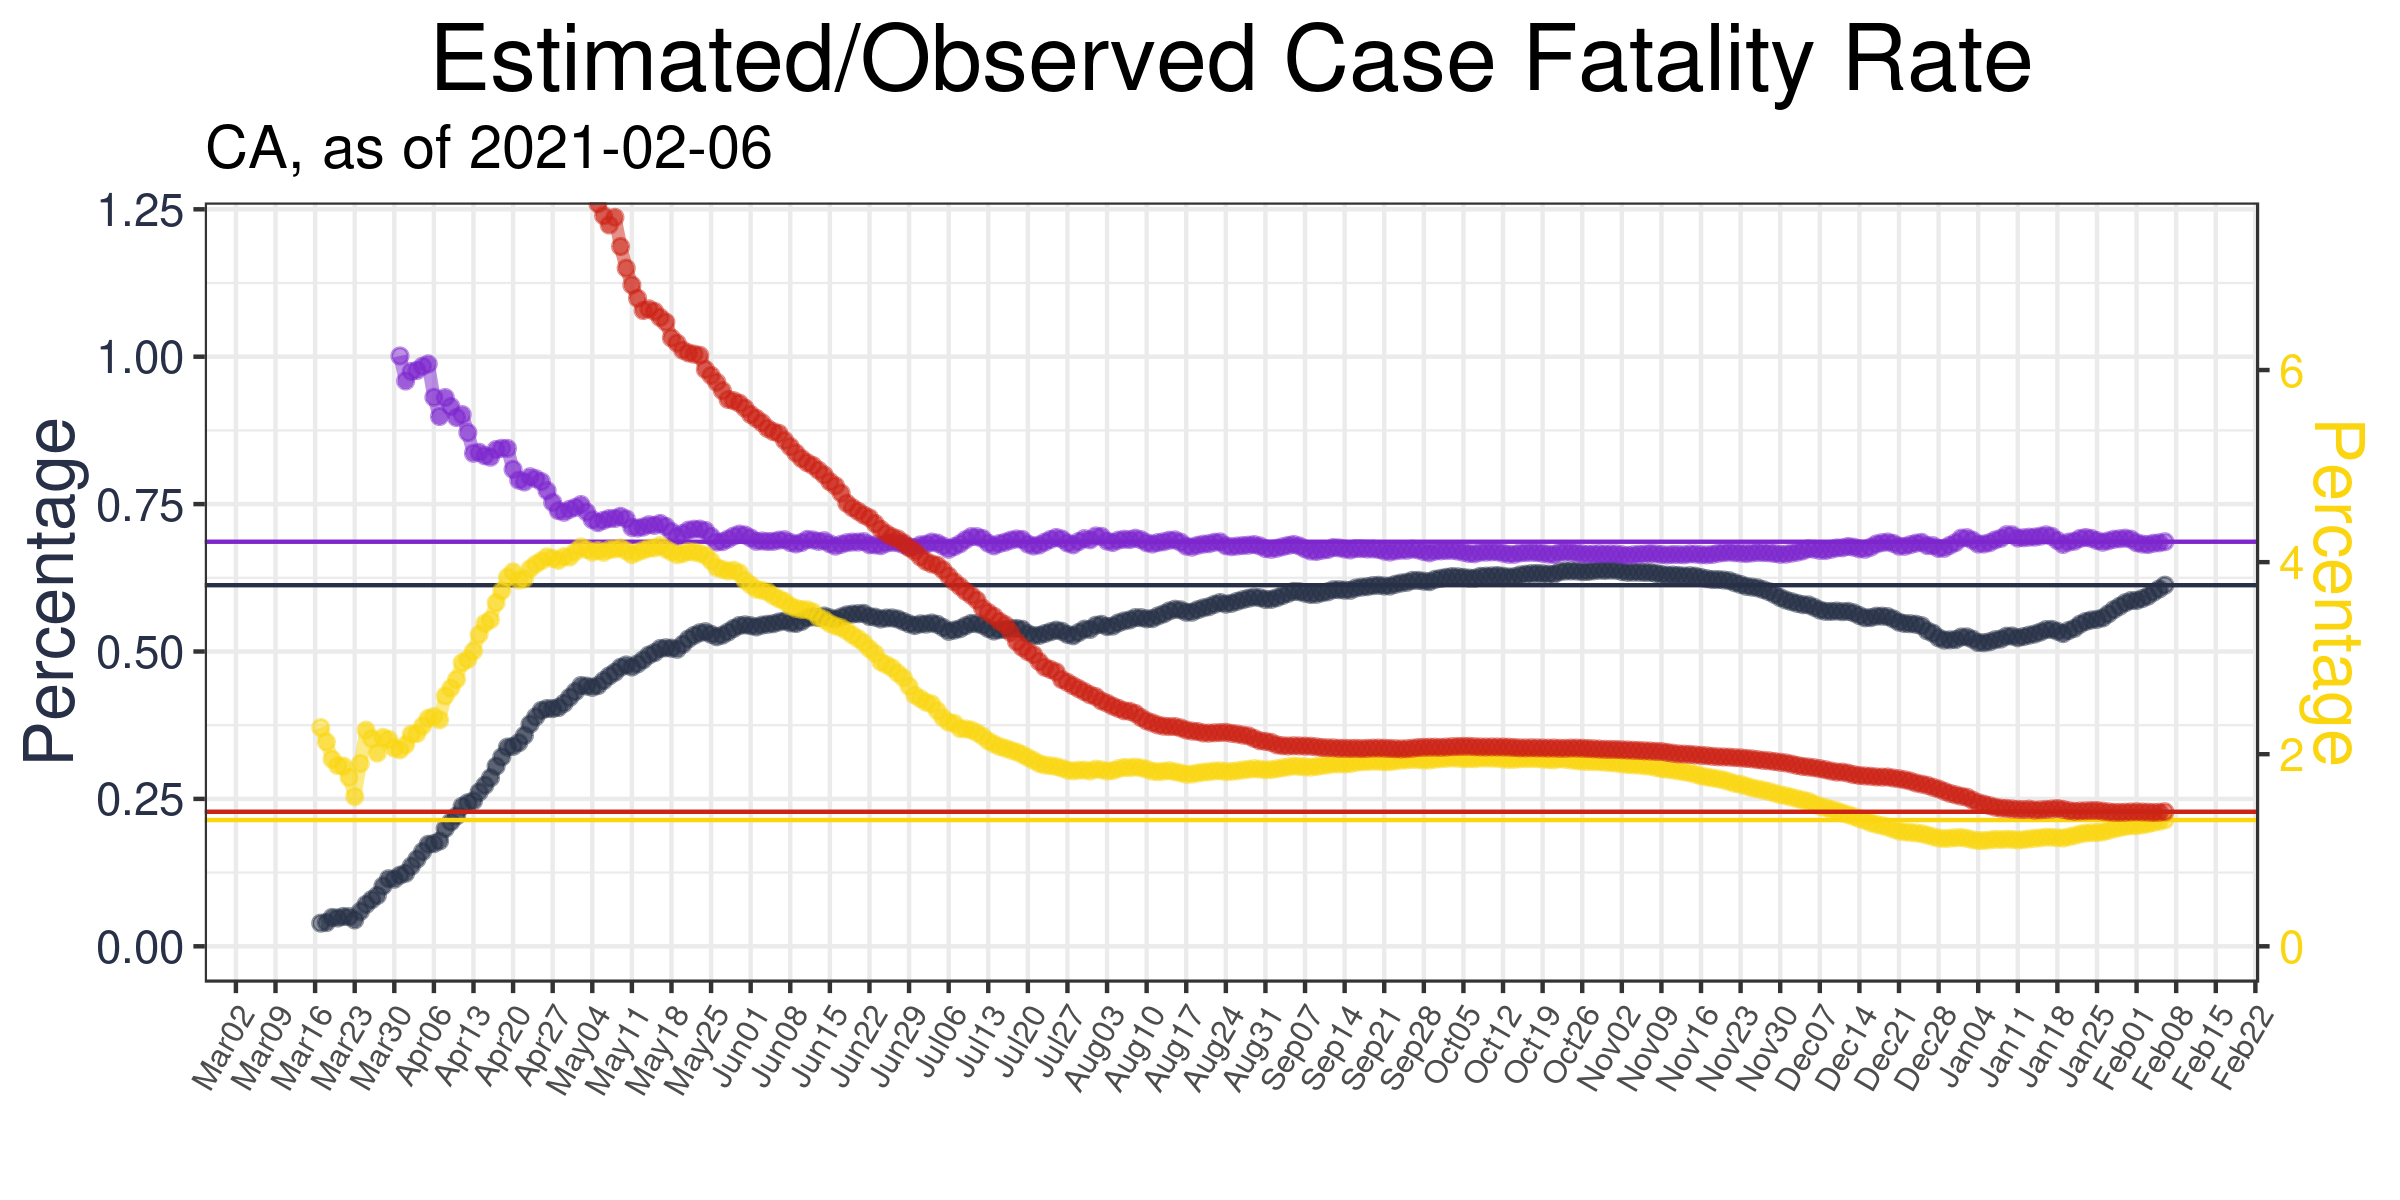 Estimated/Observed Case Fatality Rate
CA, as of 2021-02-06
Percentage
1.25
1.00
0.75
0.50
0.25
0.00
6
4
2
0
Percentage
Mar02
Mar09
Mar16
Mar23
Mar30
Apr06
Apr13
Apr20
Apr27
May04
May11
May18
May25
Jun01
Jun08
Jun15
Jun22
Jun29
Jul06
Jul13
Jul20
Jul27
Aug03
Aug10
Aug17
Aug24
Aug31
Sep07
Sep14
Sep21
Sep28
Oct05
Oct12
Oct19
Oct26
Nov02
Nov09
Nov16
Nov23
Nov30
Dec07
Dec14
Dec21
Dec28
Jan04
Jan11
Jan18
Jan25
Feb01
Feb08
Feb15
Feb22